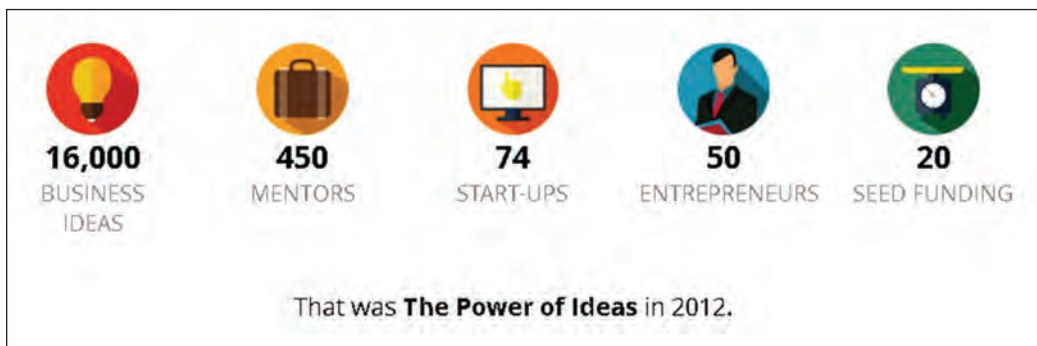 16,000
BUSINESS
IDEAS
450
MENTORS
74
START-UPS
50
ENTREPRENEURS
20
SEED FUNDING
That was The Power of Ideas in 2012.